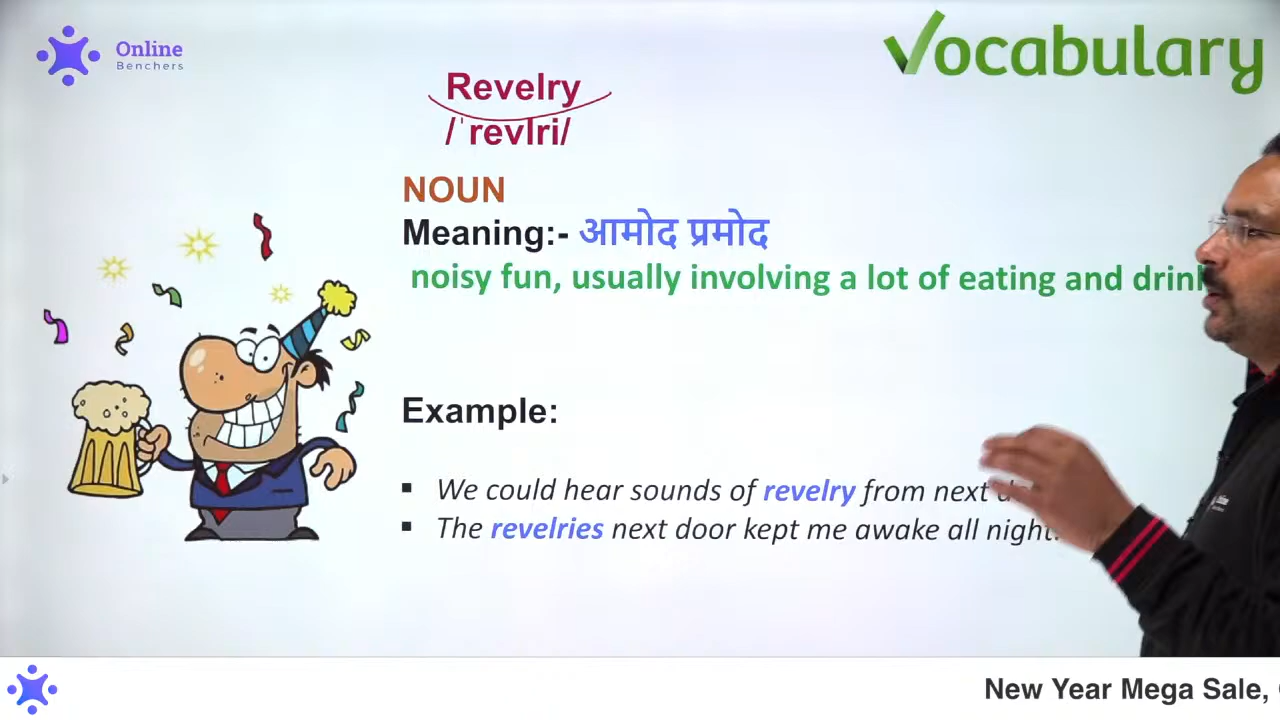 Online
Benchers
Vocabulary
Revelry
/ˈrevlri/
NOUN
Meaning:- आमोद प्रमोद
noisy fun, usually involving a lot of eating and
Example:
▪ We could hear sounds of revelry from next
▪ The revelries next door kept me awake all night.
New Year Mega Sale,